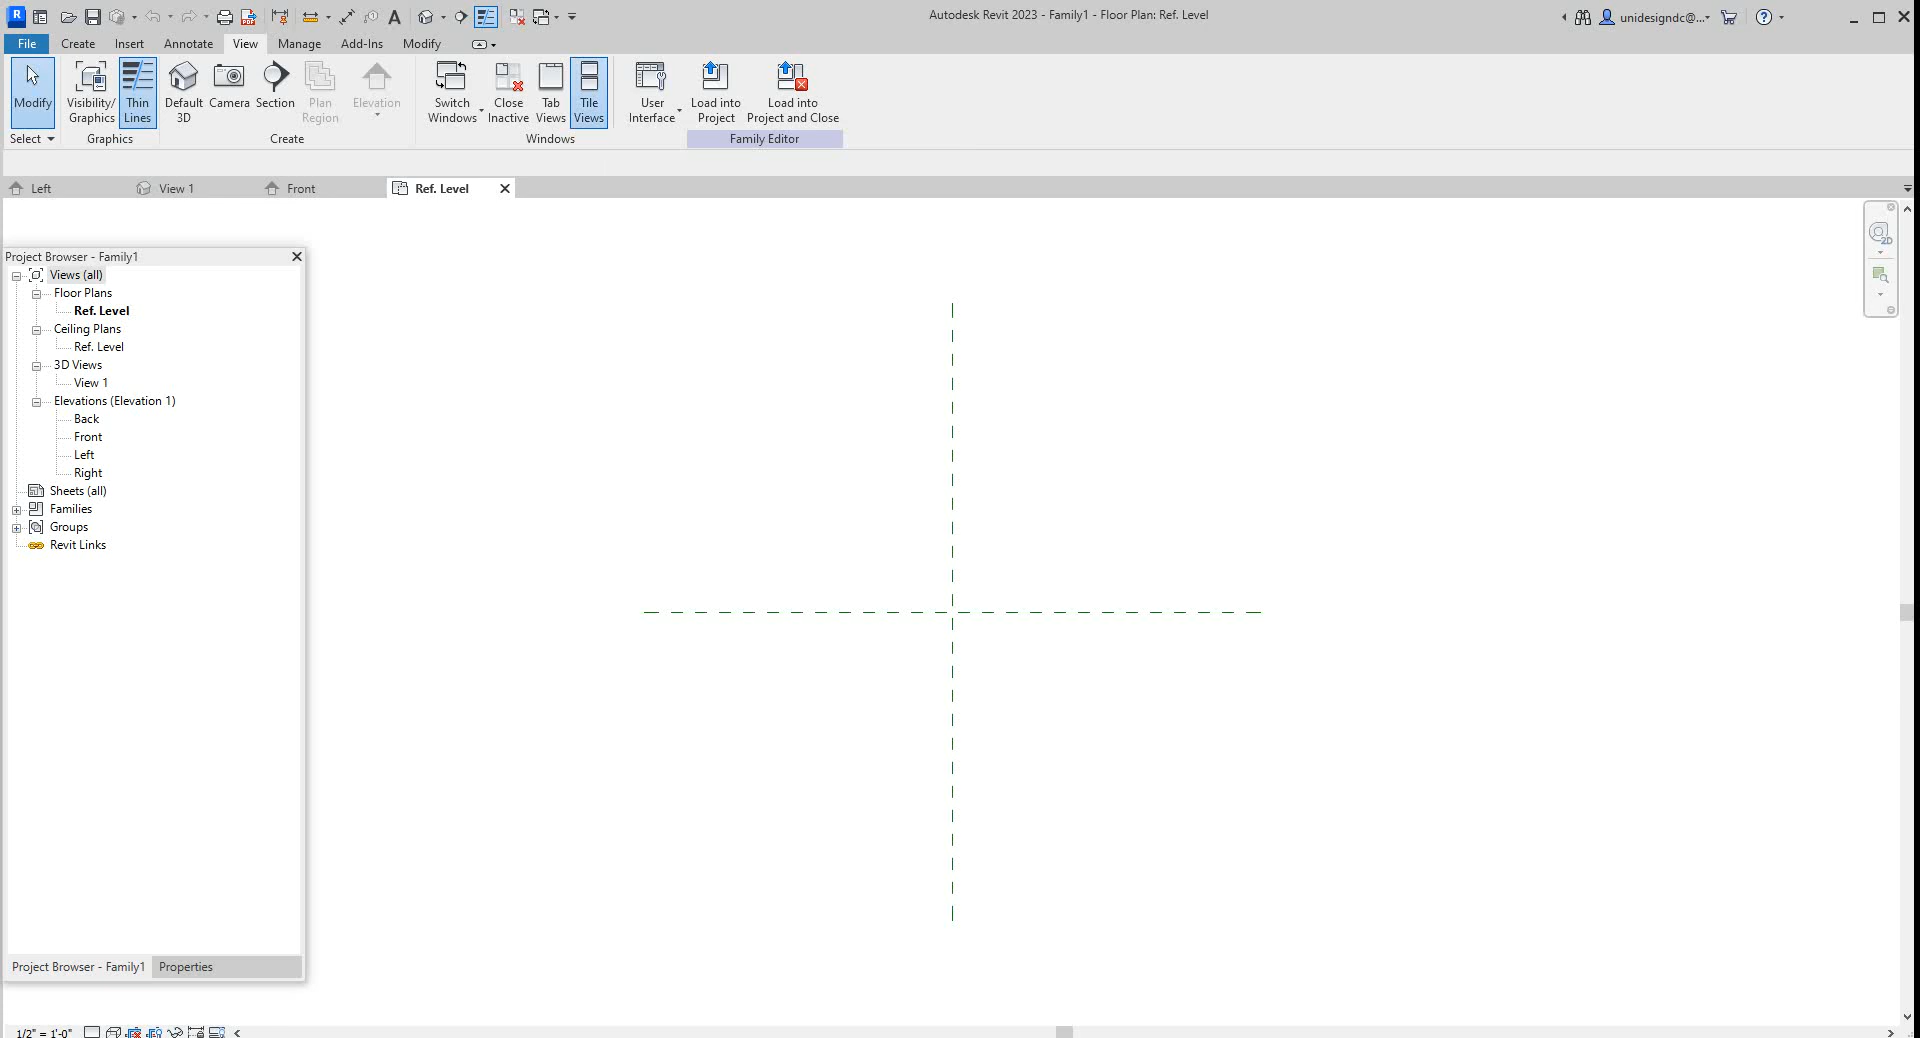 Autodesk Revit 2023 - Family1 - Floor Plan: Ref. Level
unidesigndc@...
File Create Insert Annotate View Manage Add-Ins Modify
Modify
Visibility/ Graphics
Thin Lines
Default 3D
Camera
Section
Plan Region
Elevation
Switch Windows
Close Inactive
Tab Views
Tile Views
User Interface
Load into Project
Load into Project and Close
Select Graphics Create Windows Family Editor
Left View 1 Front Ref. Level
2D
Project Browser - Family1
Views (all)
Floor Plans
Ref. Level
Ceiling Plans
Ref. Level
3D Views
View 1
Elevations (Elevation 1)
Back
Front
Left
Right
Sheets (all)
Families
Groups
Revit Links
Project Browser - Family1 Properties
1/2" = 1'-0"